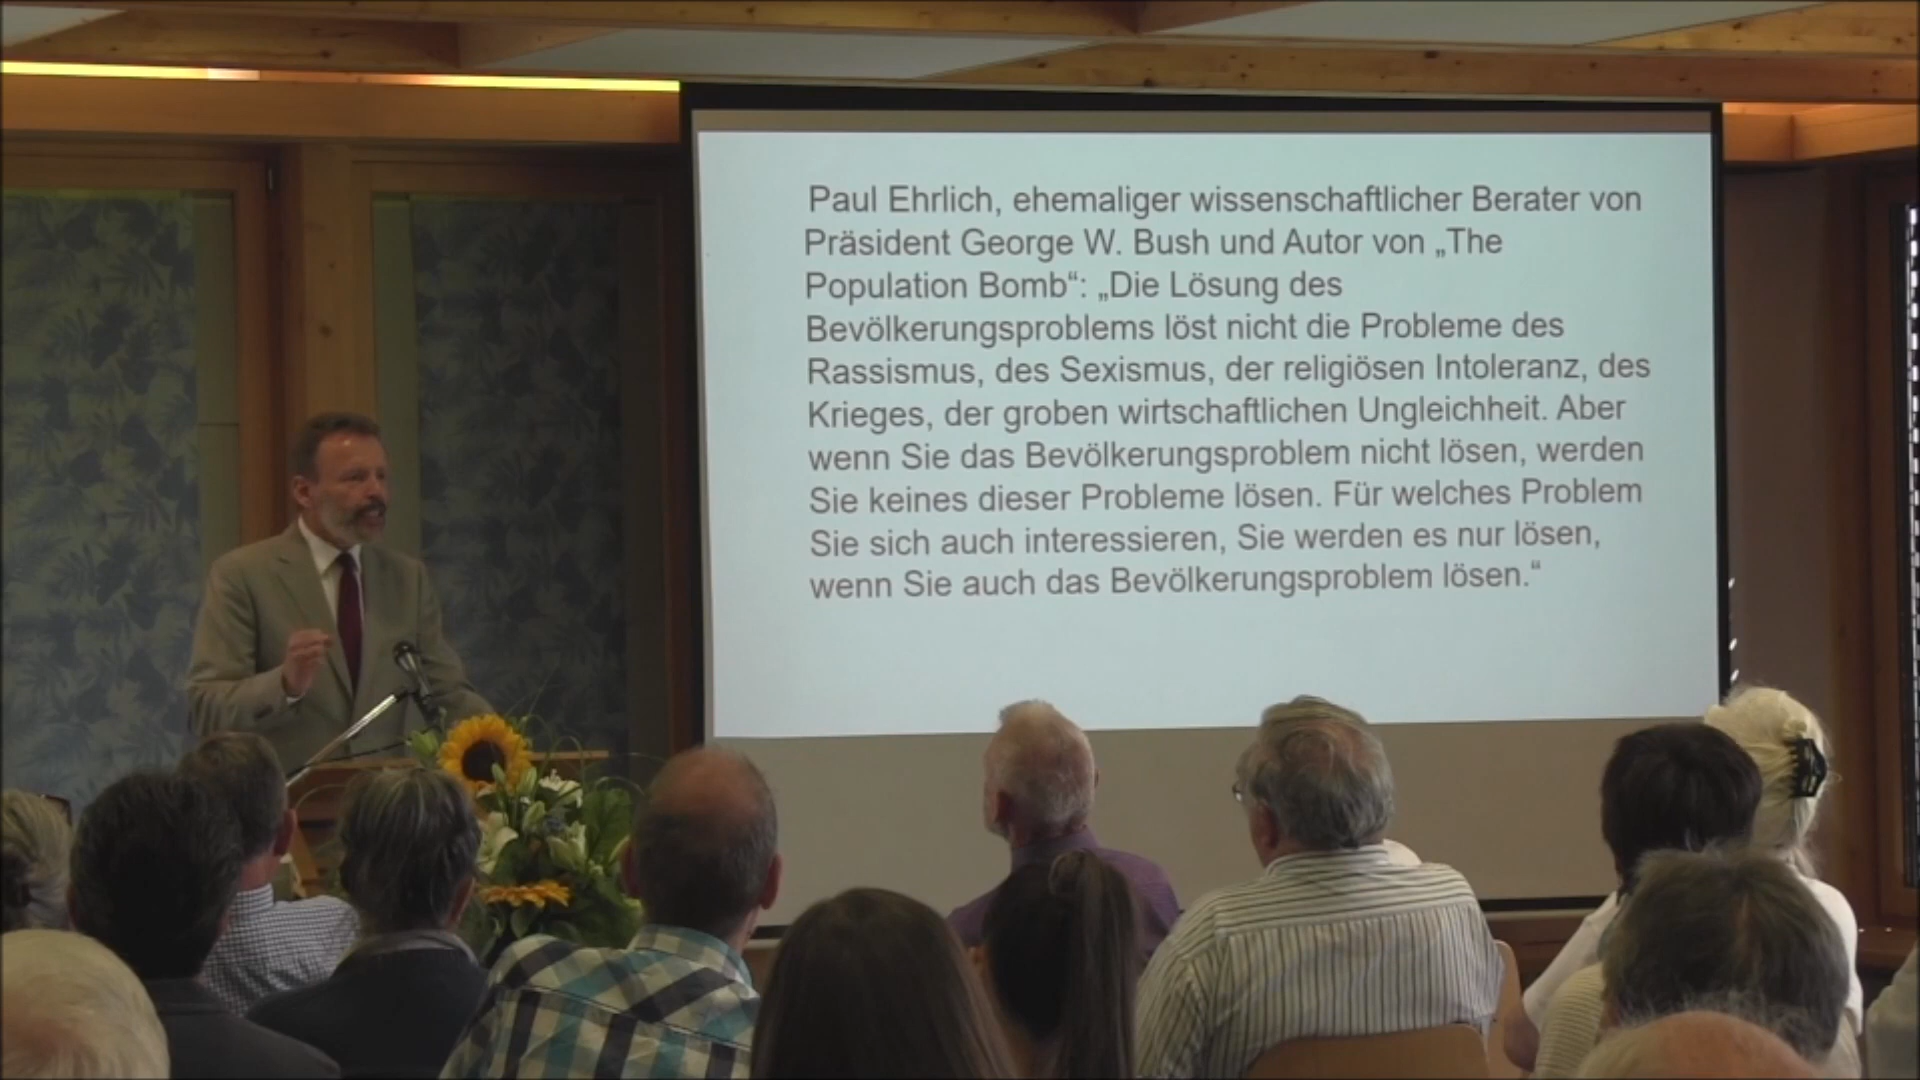 Paul Ehrlich, ehemaliger wissenschaftlicher Berater von
Präsident George W. Bush und Autor von „The
Population Bomb“: „Die Lösung des
Bevölkerungsproblems löst nicht die Probleme des
Rassismus, des Sexismus, der religiösen Intoleranz, des
Krieges, der groben wirtschaftlichen Ungleichheit. Aber
wenn Sie das Bevölkerungsproblem nicht lösen, werden
Sie keines dieser Probleme lösen. Für welches Problem
Sie sich auch interessieren, Sie werden es nur lösen,
wenn Sie auch das Bevölkerungsproblem lösen.“